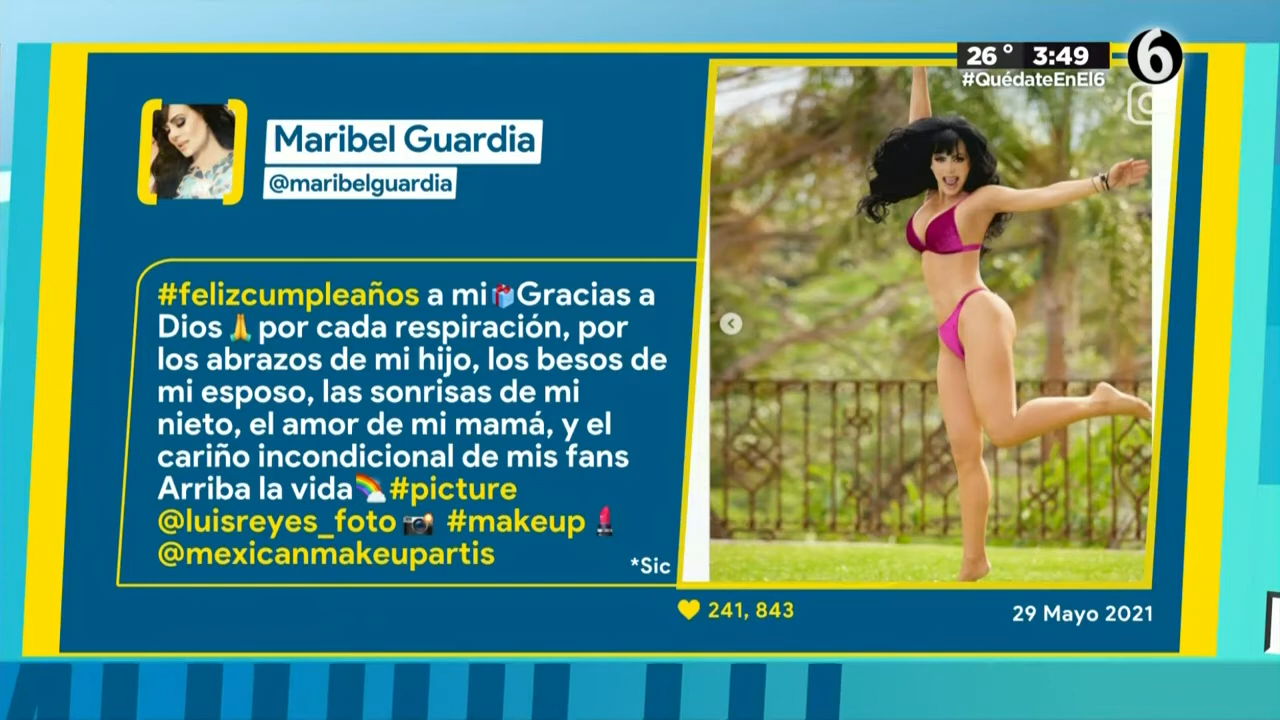 26° 3:49
6
#QuédateEnEl6
Maribel Guardia
@maribelguardia
#felizcumpleaños a mi🎁Gracias a
Dios🙏por cada respiración, por
los abrazos de mi hijo, los besos de
mi esposo, las sonrisas de mi
nieto, el amor de mi mamá, y el
cariño incondicional de mis fans
Arriba la vida🌈#picture
@luisreyes_foto📸 #makeup💄
@mexicanmakeupartis
*Sic
241, 843
29 Mayo 2021